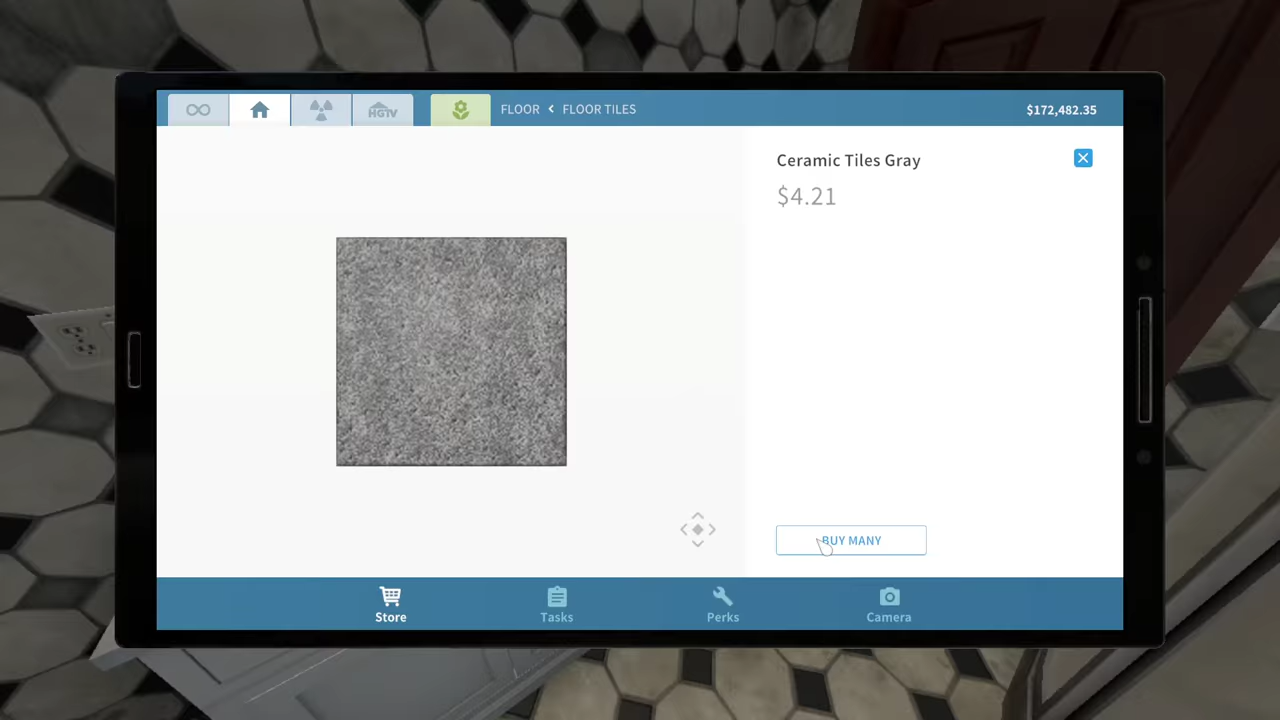 HGTV
FLOOR < FLOOR TILES
$172,482.35
Ceramic Tiles Gray
$4.21
BUY MANY
Store
Tasks
Perks
Camera